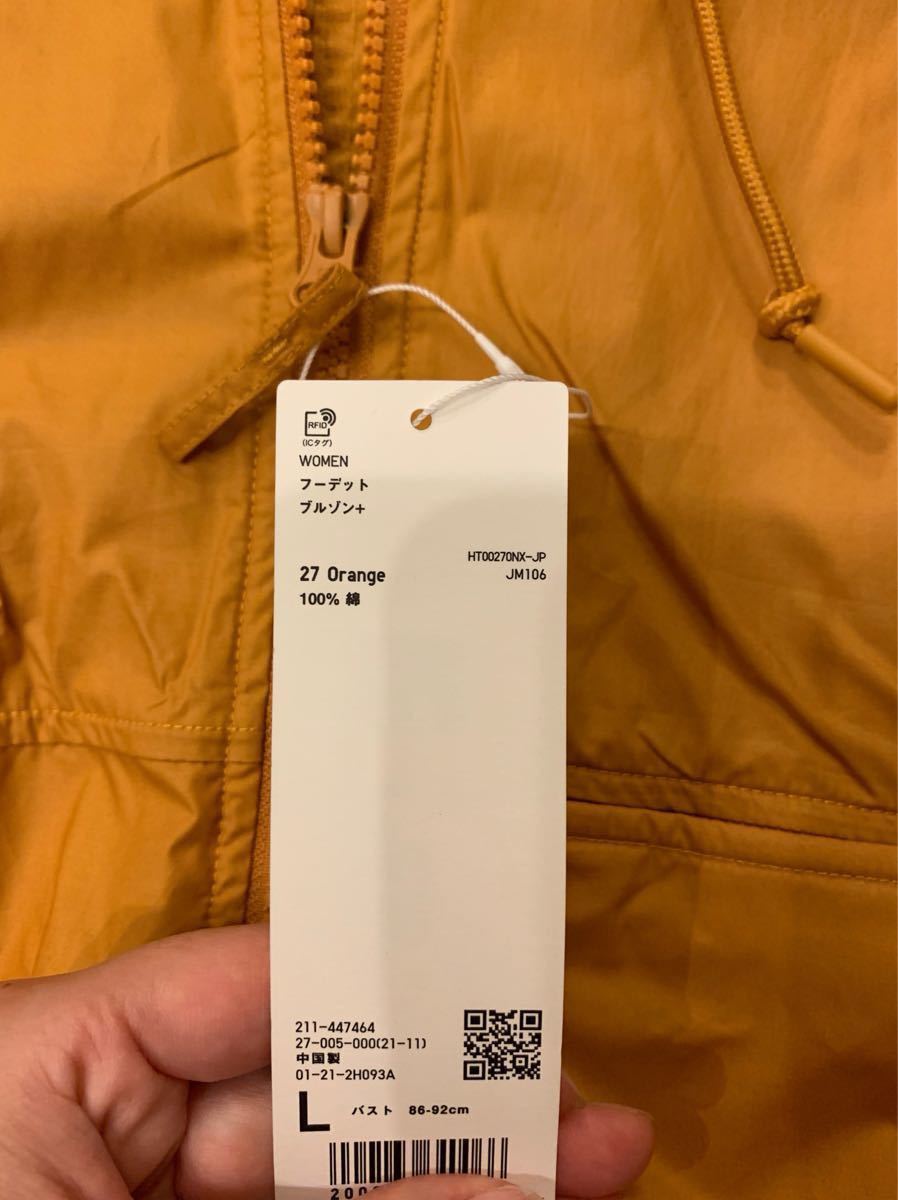 RFID
(ICタグ)
WOMEN
フーデット
ブルゾン+
HT00270NX-JP
27 Orange JM106
100% 綿
211-447464
27-005-000(21-11)
中国製
01-21-2H093A
L バスト 86-92cm